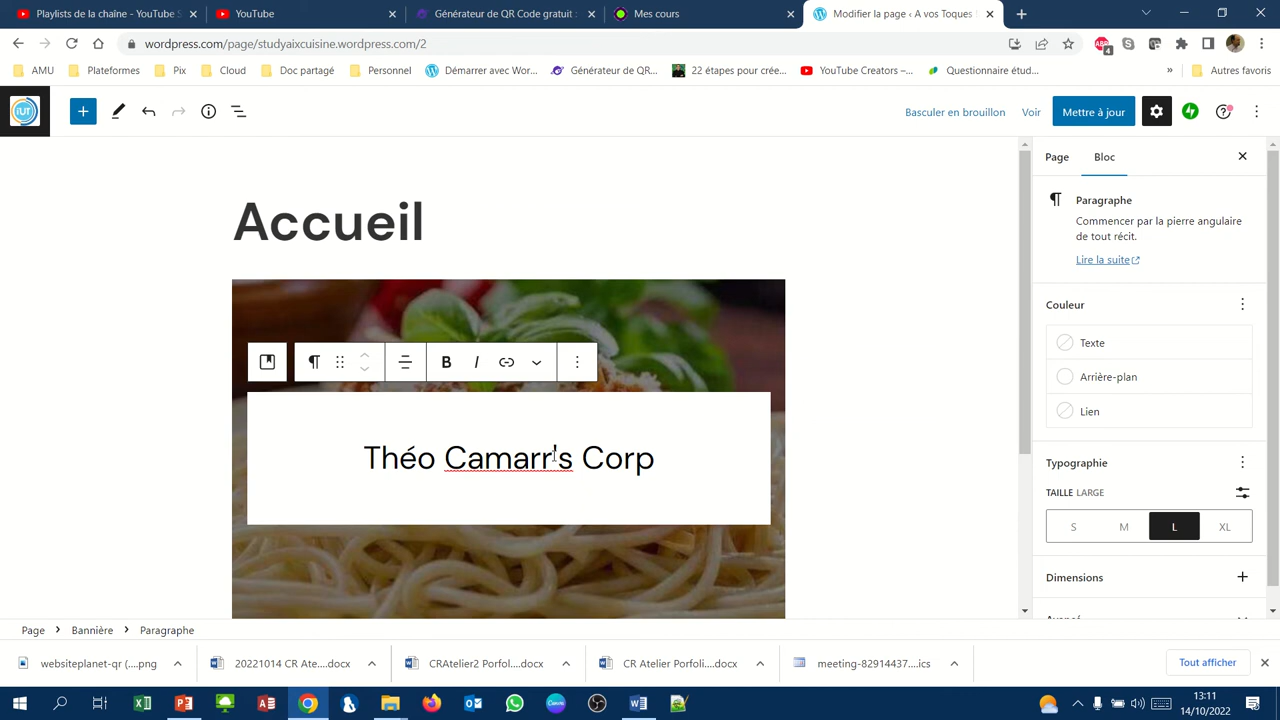 Playlists de la chaîne - YouTube S
YouTube
Générateur de QR Code gratuit :
Mes cours
Modifier la page ‹ A vos Toques
wordpress.com/page/studyaixcuisine.wordpress.com/2
4
AMU
Plateformes
Pix
Cloud
Doc partagé
Personnel
Démarrer avec Wor...
Générateur de QR...
22 étapes pour crée...
YouTube Creators –...
Questionnaire étud...
»
Autres favoris
iUT
Basculer en brouillon
Voir
Mettre à jour
Page
Bloc
Accueil
Paragraphe
Commencer par la pierre angulaire
de tout récit.
Lire la suite
Couleur
Texte
Arrière-plan
Lien
B I
Théo Camarr's Corp
Typographie
TAILLE LARGE
S M L XL
Dimensions
Avancé
Page > Bannière > Paragraphe
websiteplanet-qr (....png
20221014 CR Ate....docx
CRAtelier2 Porfol....docx
CR Atelier Porfoli....docx
meeting-82914437....ics
Tout afficher
13:11
14/10/2022